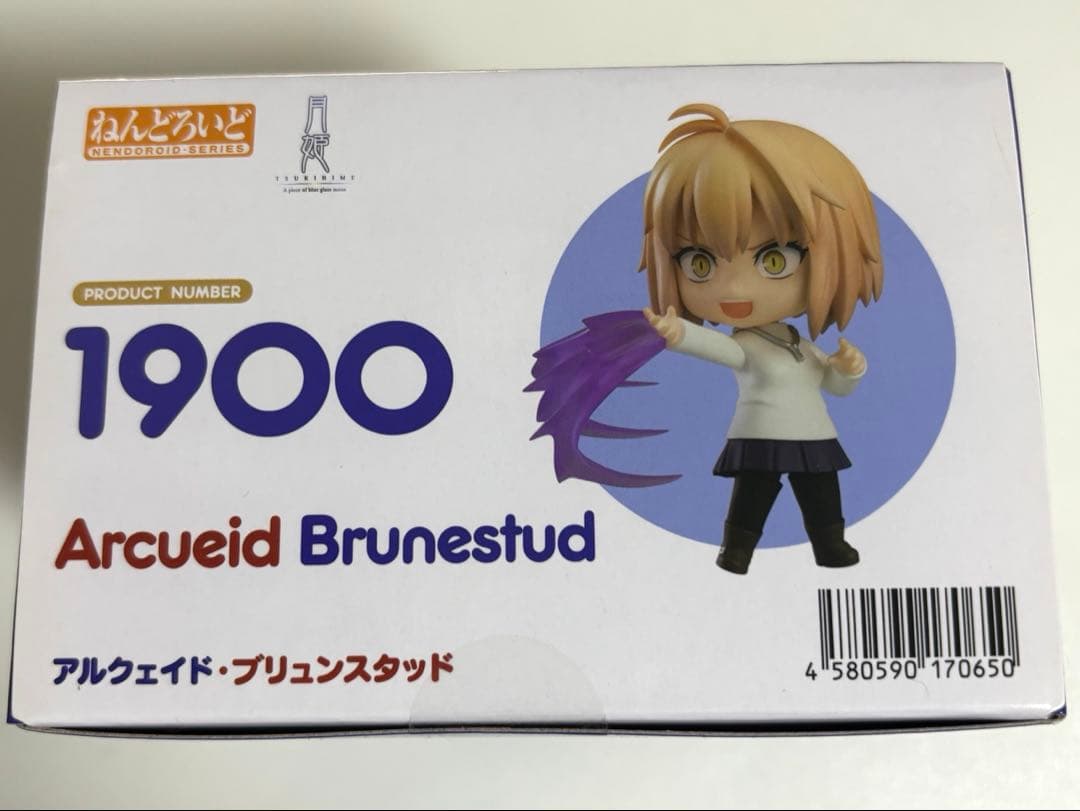 ねんどろいど
NENDOROID-SERIES
月姫
TSUKIHIME
A piece of blue glass moon
PRODUCT NUMBER
1900
Arcueid Brunestud
アルクェイド・ブリュンスタッド
4 580590 170650